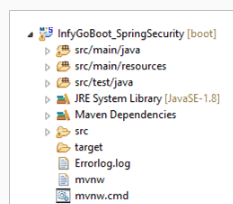 InfyGoBoot_SpringSecurity [boot]
src/main/java
src/main/resources
src/test/java
JRE System Library [JavaSE-1.8]
Maven Dependencies
src
target
Errorlog.log
mvnw
mvnw.cmd